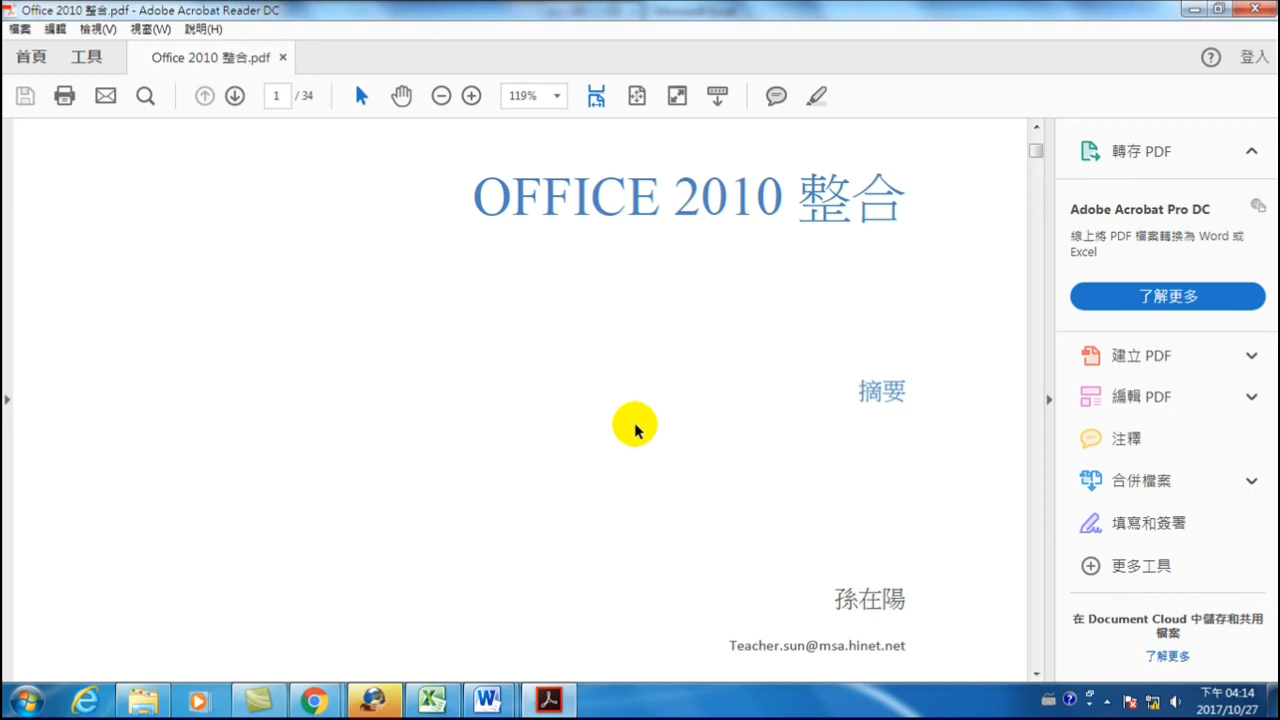 Office 2010 整合.pdf - Adobe Acrobat Reader DC
檔案 編輯 檢視(V) 視窗(W) 說明(H)
首頁 工具 Office 2010 整合.pdf × ? 登入
1 / 34 119%
OFFICE 2010 整合
摘要
孫在陽
Teacher.sun@msa.hinet.net
轉存 PDF
Adobe Acrobat Pro DC
線上將 PDF 檔案轉換為 Word 或
Excel
了解更多
建立 PDF
編輯 PDF
注釋
合併檔案
填寫和簽署
更多工具
在 Document Cloud 中儲存和共用
檔案
了解更多
下午 04:14
2017/10/27